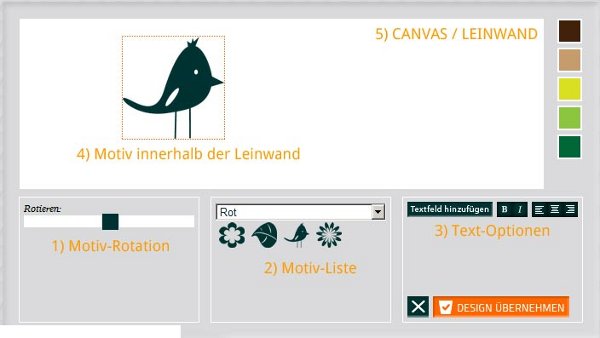 5) CANVAS / LEINWAND
4) Motiv innerhalb der Leinwand
Rotieren:
1) Motiv-Rotation
Rot
2) Motiv-Liste
Textfeld hinzufügen B I
3) Text-Optionen
DESIGN ÜBERNEHMEN